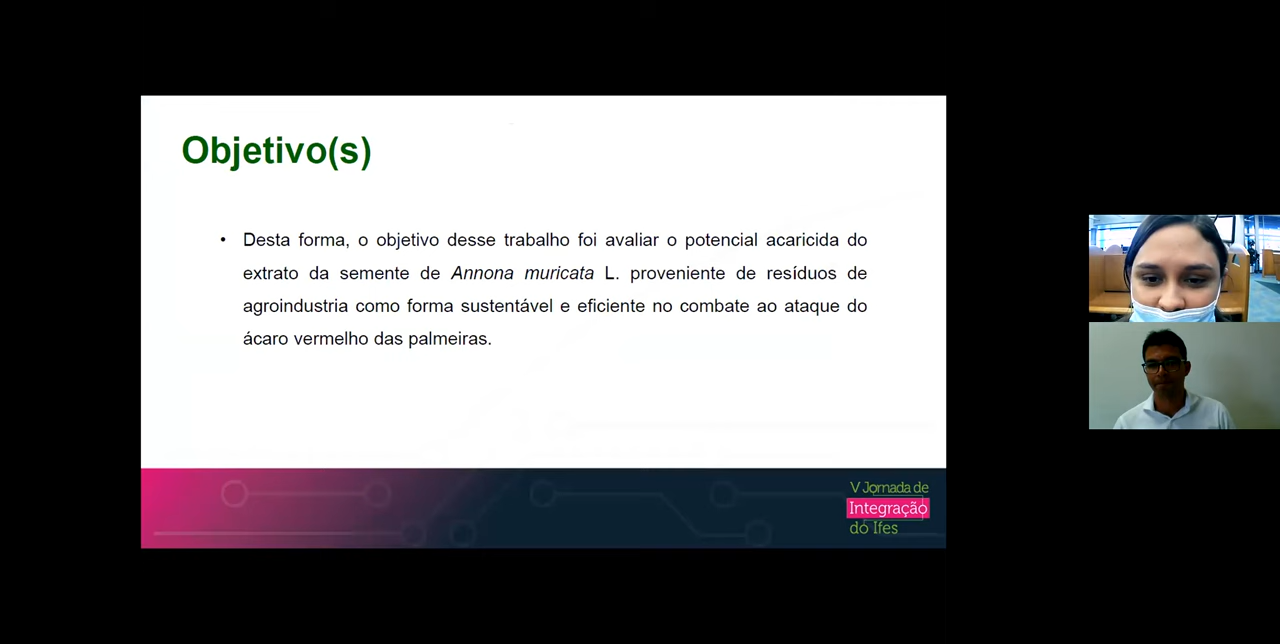 Objetivo(s)
• Desta forma, o objetivo desse trabalho foi avaliar o potencial acaricida do
extrato da semente de Annona muricata L. proveniente de resíduos de
agroindustria como forma sustentável e eficiente no combate ao ataque do
ácaro vermelho das palmeiras.
V Jornada de
Integração
do Ifes